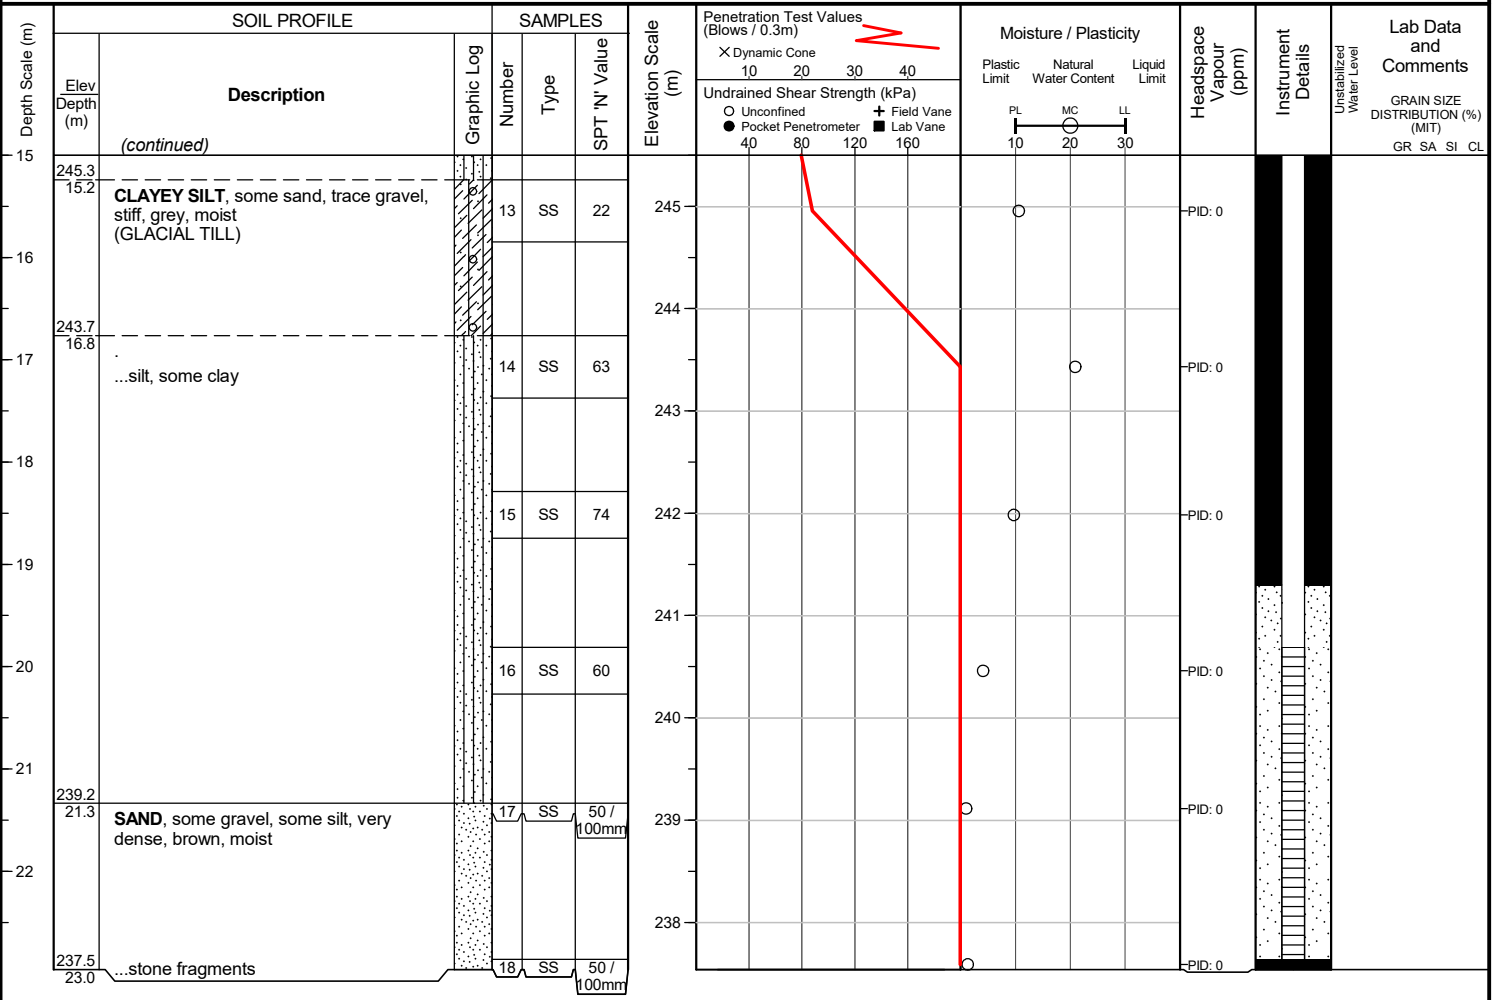 SOIL PROFILE
SAMPLES
Depth Scale (m)
Elev
Depth
(m)
Description
(continued)
Graphic Log
Number
Type
SPT 'N' Value
Elevation Scale
(m)
Penetration Test Values
(Blows / 0.3m)
× Dynamic Cone
10 20 30 40
Undrained Shear Strength (kPa)
Unconfined
Field Vane
Pocket Penetrometer
Lab Vane
40 80 120 160
Moisture / Plasticity
Plastic
Limit
Natural
Water Content
Liquid
Limit
PL MC LL
10 20 30
Headspace
Vapour
(ppm)
Instrument
Details
Unstabilized
Water Level
Lab Data
and
Comments
GRAIN SIZE
DISTRIBUTION (%)
(MIT)
GR SA SI CL
15
245.3
15.2
CLAYEY SILT, some sand, trace gravel,
stiff, grey, moist
(GLACIAL TILL)
13 SS 22
245
PID: 0
16
244
243.7
16.8
.
...silt, some clay
17
14 SS 63
PID: 0
243
18
15 SS 74
242
PID: 0
19
241
20
16 SS 60
PID: 0
240
21
239.2
21.3
SAND, some gravel, some silt, very
dense, brown, moist
17 SS 50 /
100mm
PID: 0
239
22
238
237.5
23.0
...stone fragments
18 SS 50 /
100mm
PID: 0